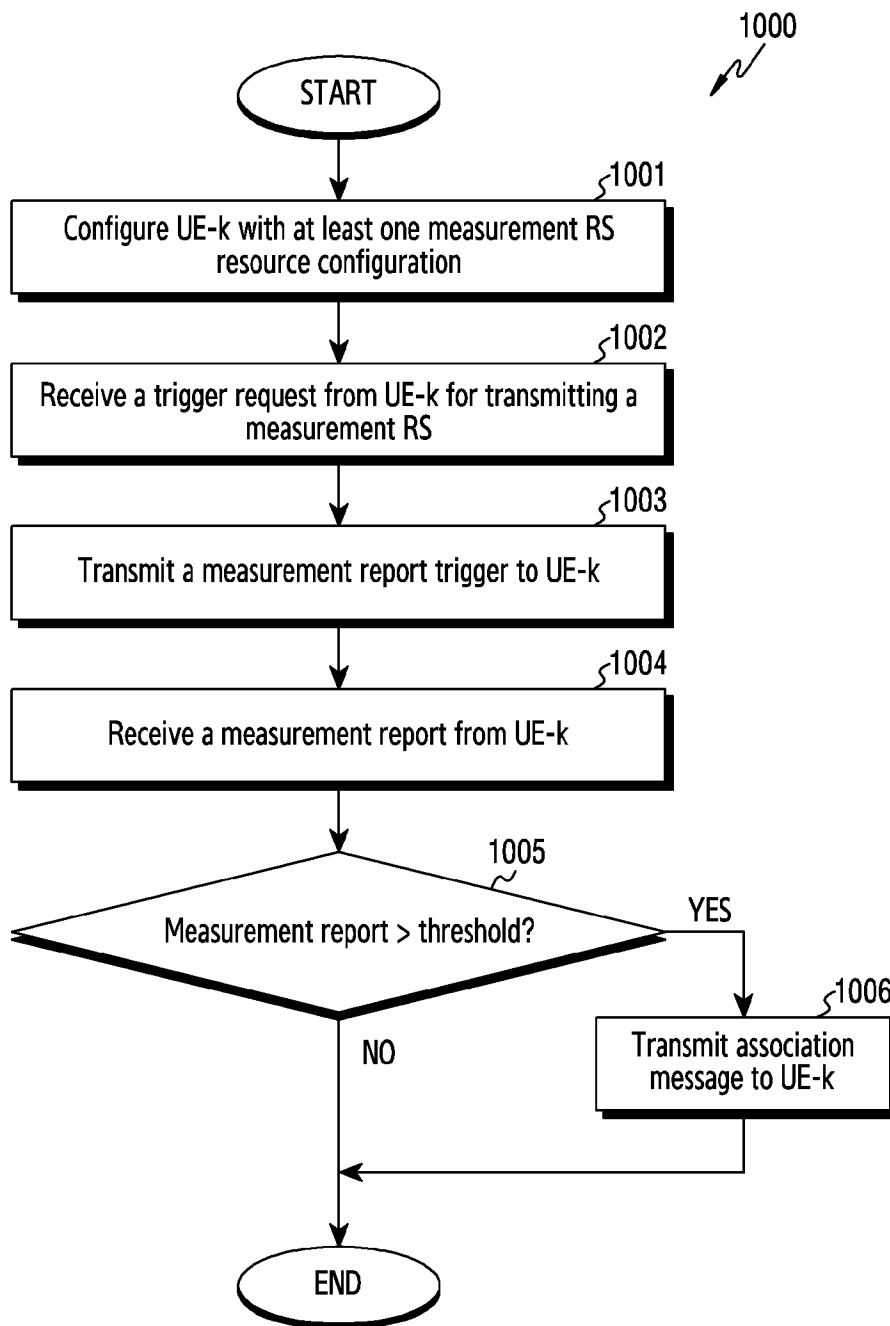 1000
START
1001
Configure UE-k with at least one measurement RS
resource configuration
1002
Receive a trigger request from UE-k for transmitting a
measurement RS
1003
Transmit a measurement report trigger to UE-k
1004
Receive a measurement report from UE-k
1005
Measurement report > threshold?
YES
1006
Transmit association
message to UE-k
NO
END